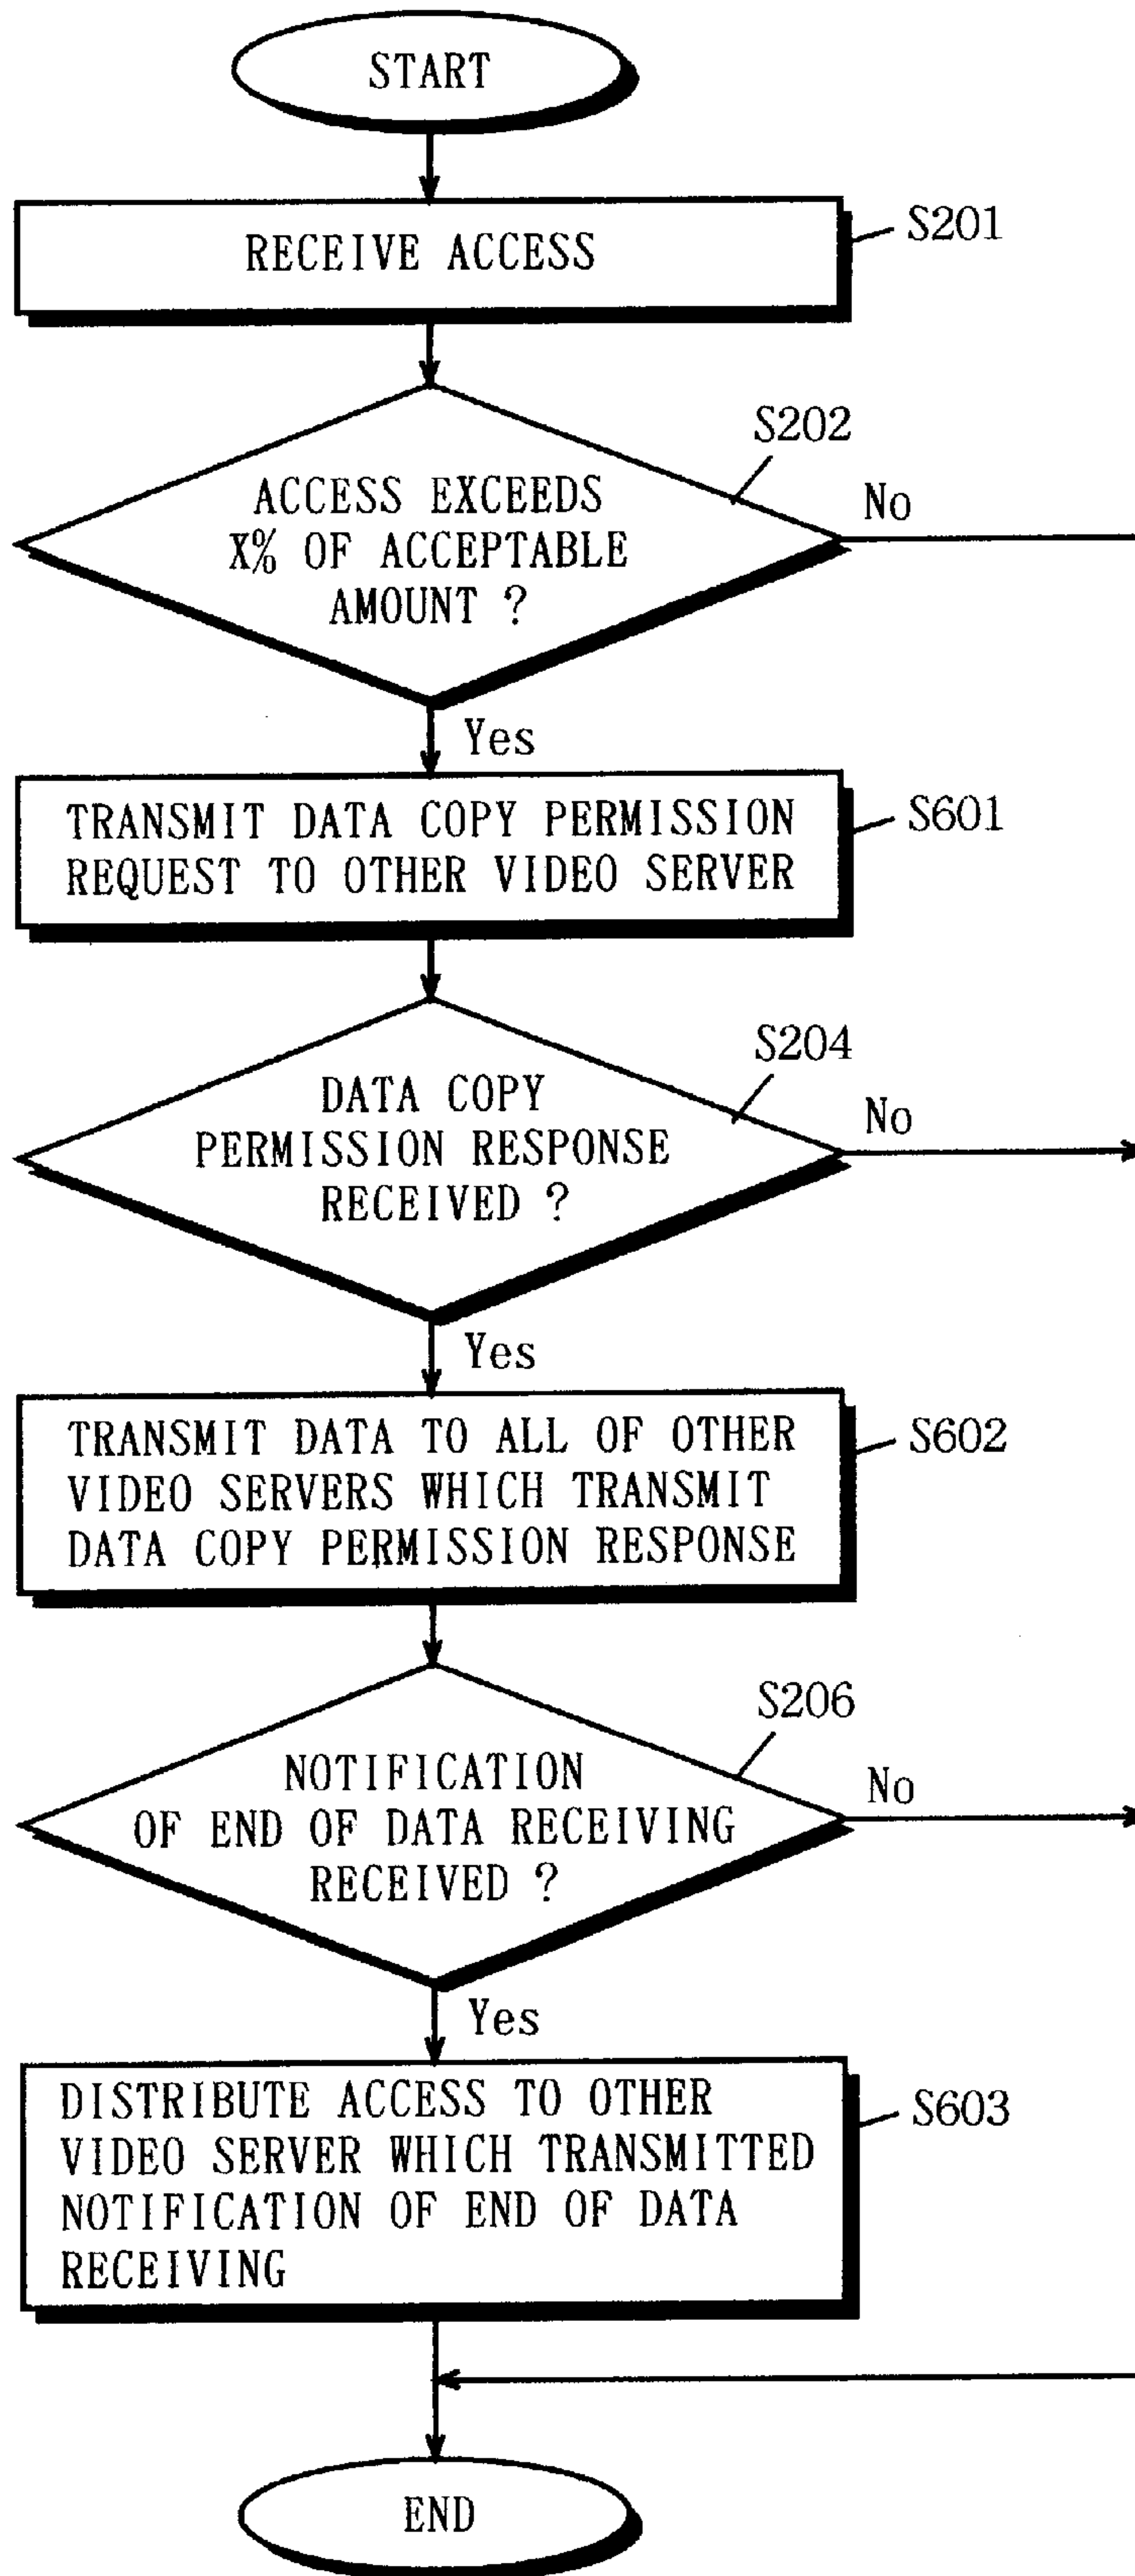 START
RECEIVE ACCESS
S201
S202
ACCESS EXCEEDS
X% OF ACCEPTABLE
AMOUNT ?
No
Yes
TRANSMIT DATA COPY PERMISSION
REQUEST TO OTHER VIDEO SERVER
S601
S204
DATA COPY
PERMISSION RESPONSE
RECEIVED ?
No
Yes
TRANSMIT DATA TO ALL OF OTHER
VIDEO SERVERS WHICH TRANSMIT
DATA COPY PERMISSION RESPONSE
S602
S206
NOTIFICATION
OF END OF DATA RECEIVING
RECEIVED ?
No
Yes
DISTRIBUTE ACCESS TO OTHER
VIDEO SERVER WHICH TRANSMITTED
NOTIFICATION OF END OF DATA
RECEIVING
S603
END